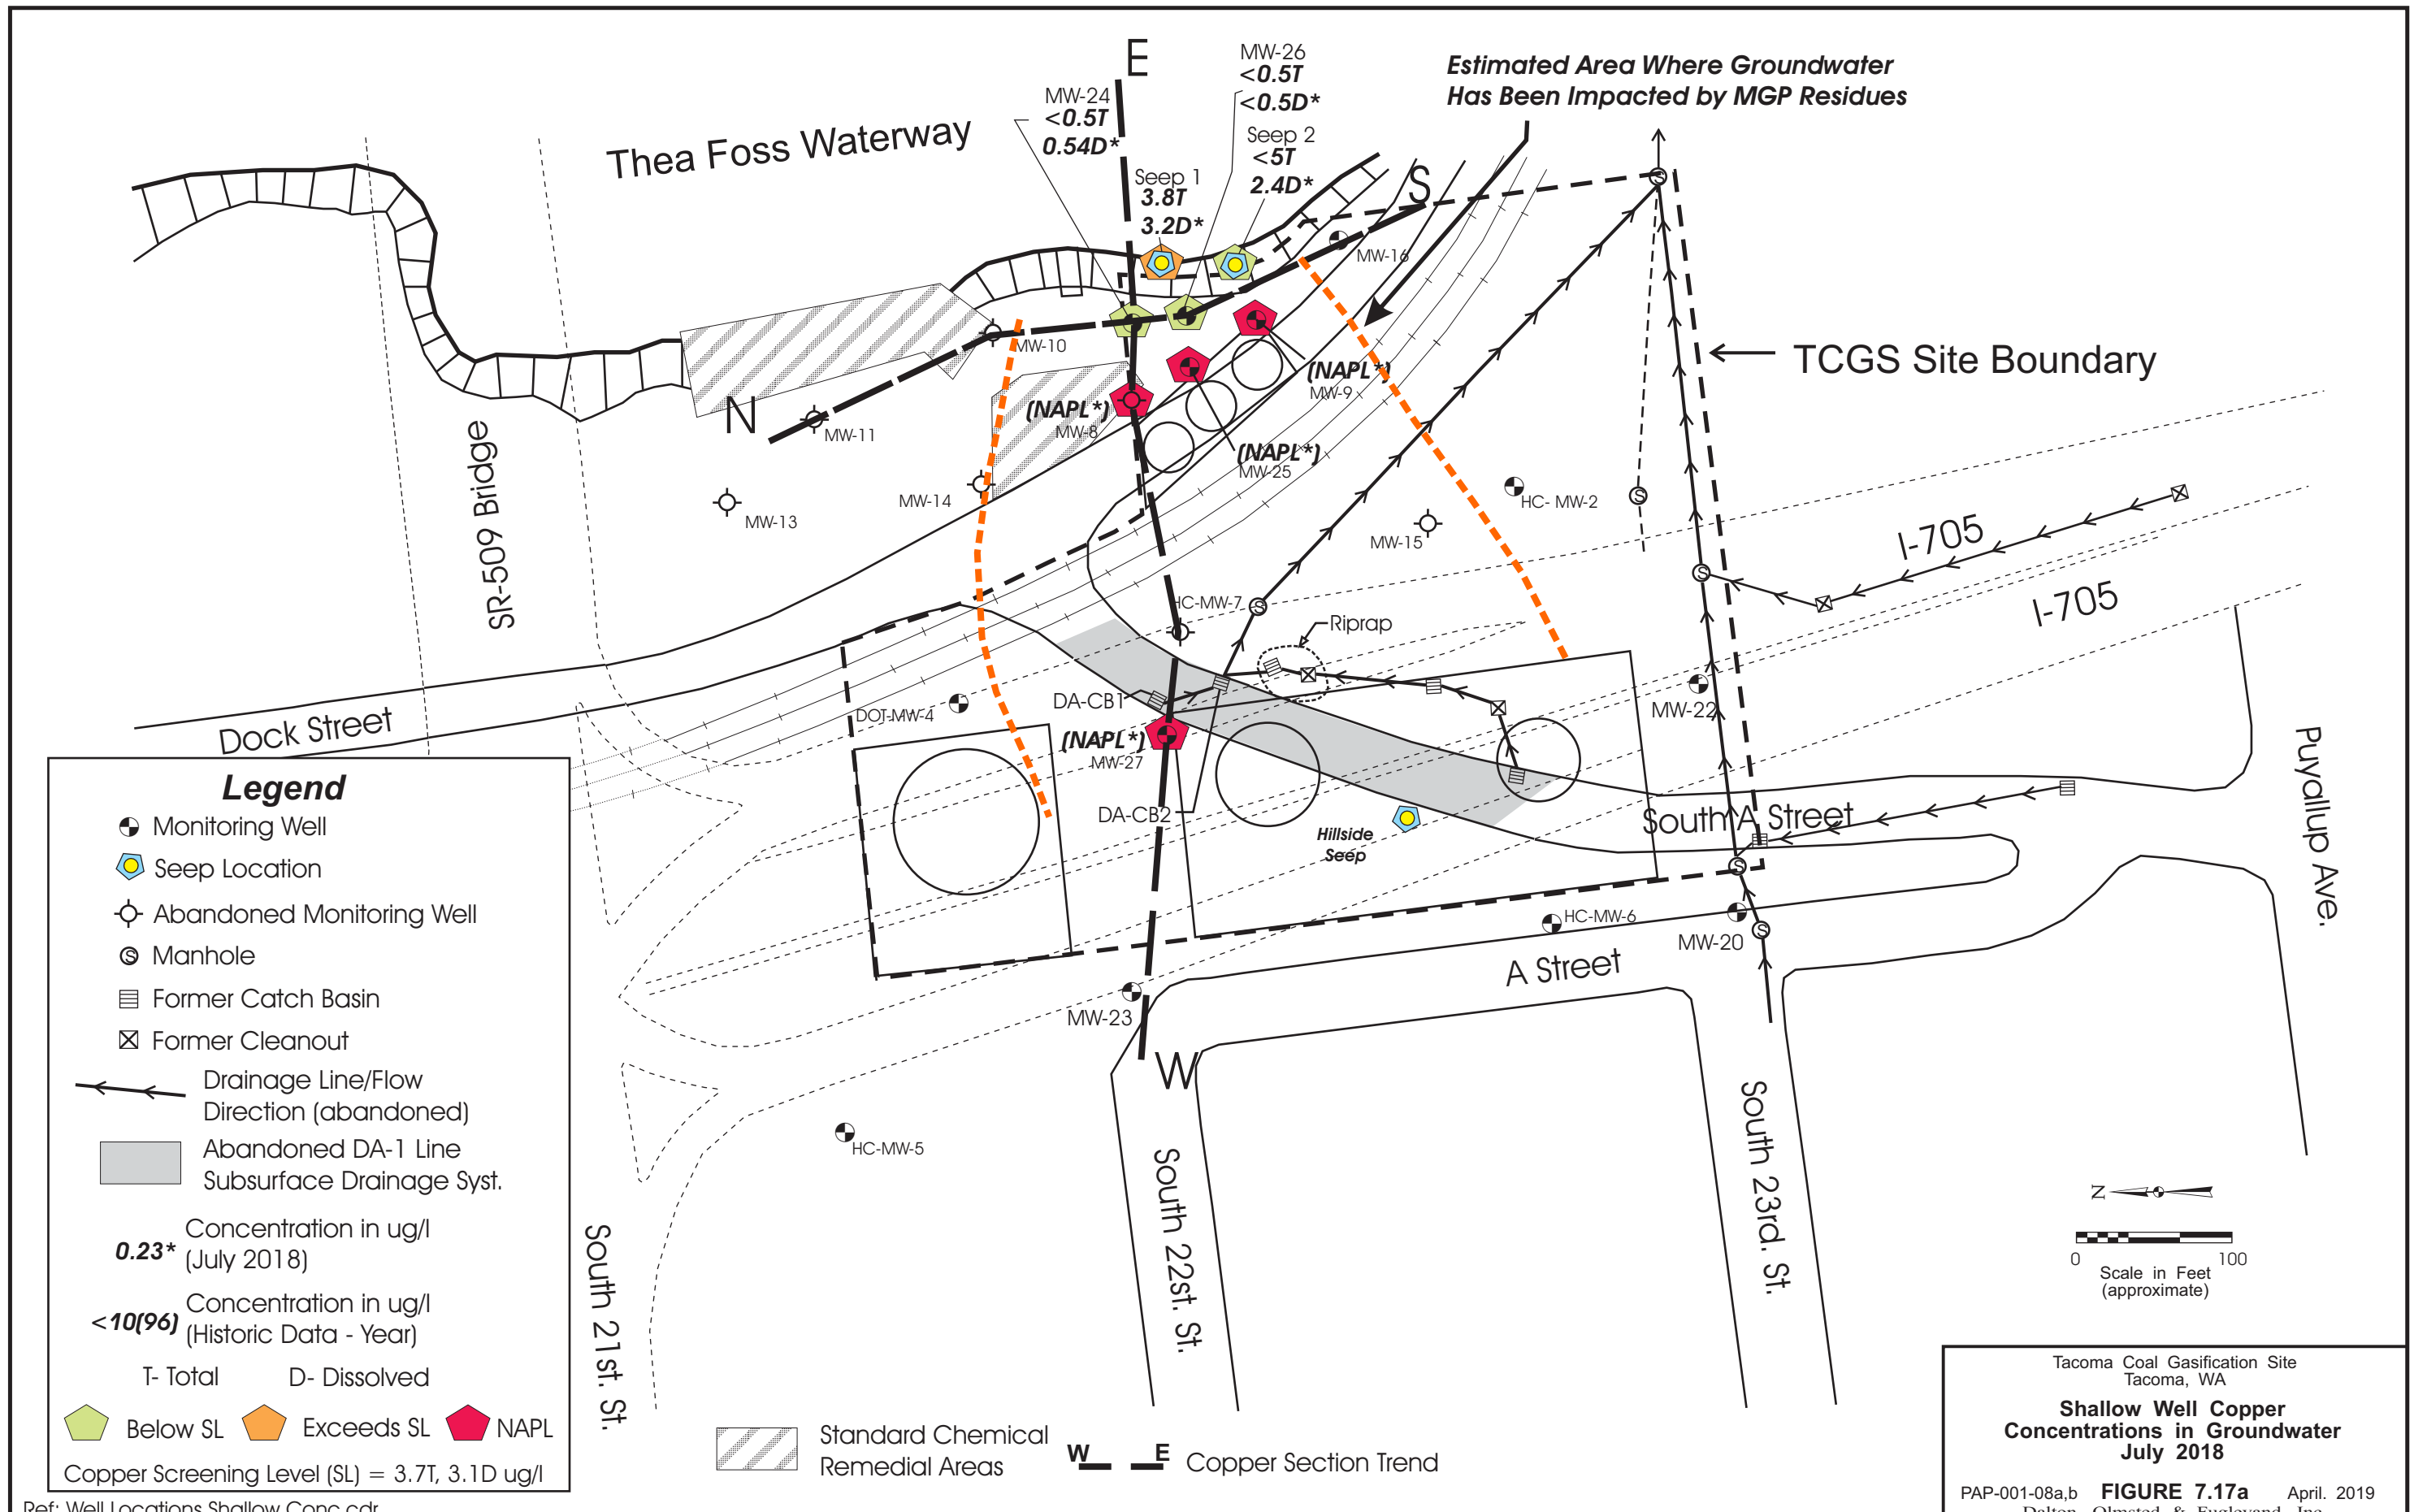 E
MW-26
<0.5T
<0.5D*
MW-24
<0.5T
0.54D*
Estimated Area Where Groundwater
Has Been Impacted by MGP Residues
Thea Foss Waterway
Seep 2
<5T
2.4D*
Seep 1
3.8T
3.2D*
S
S
MW-16
MW-10
TCGS Site Boundary
(NAPL*)
MW-9
(NAPL*)
MW-8
N
MW-11
(NAPL*)
MW-25
SR-509 Bridge
MW-14
MW-13
HC- MW-2
S
MW-15
I-705
S
I-705
HC-MW-7
S
Riprap
DA-CB1
DOT-MW-4
MW-22
Dock Street
(NAPL*)
MW-27
DA-CB2
Hillside
Seep
South A Street
Puyallup Ave.
S
HC-MW-6
MW-20
S
A Street
MW-23
W
HC-MW-5
South 21st. St.
South 22st. St.
South 23rd. St.
Legend
Monitoring Well
Seep Location
Abandoned Monitoring Well
S Manhole
Former Catch Basin
Former Cleanout
Drainage Line/Flow
Direction (abandoned)
Abandoned DA-1 Line
Subsurface Drainage Syst.
0.23* Concentration in ug/l
(July 2018)
<10(96) Concentration in ug/l
(Historic Data - Year)
T- Total D- Dissolved
Below SL Exceeds SL NAPL
Copper Screening Level (SL) = 3.7T, 3.1D ug/l
Ref: Well Locations Shallow Conc.cdr
Standard Chemical
Remedial Areas
W E Copper Section Trend
N
0 100
Scale in Feet
(approximate)
Tacoma Coal Gasification Site
Tacoma, WA
Shallow Well Copper
Concentrations in Groundwater
July 2018
PAP-001-08a,b FIGURE 7.17a April. 2019
Dalton, Olmsted & Fuglevand, Inc.